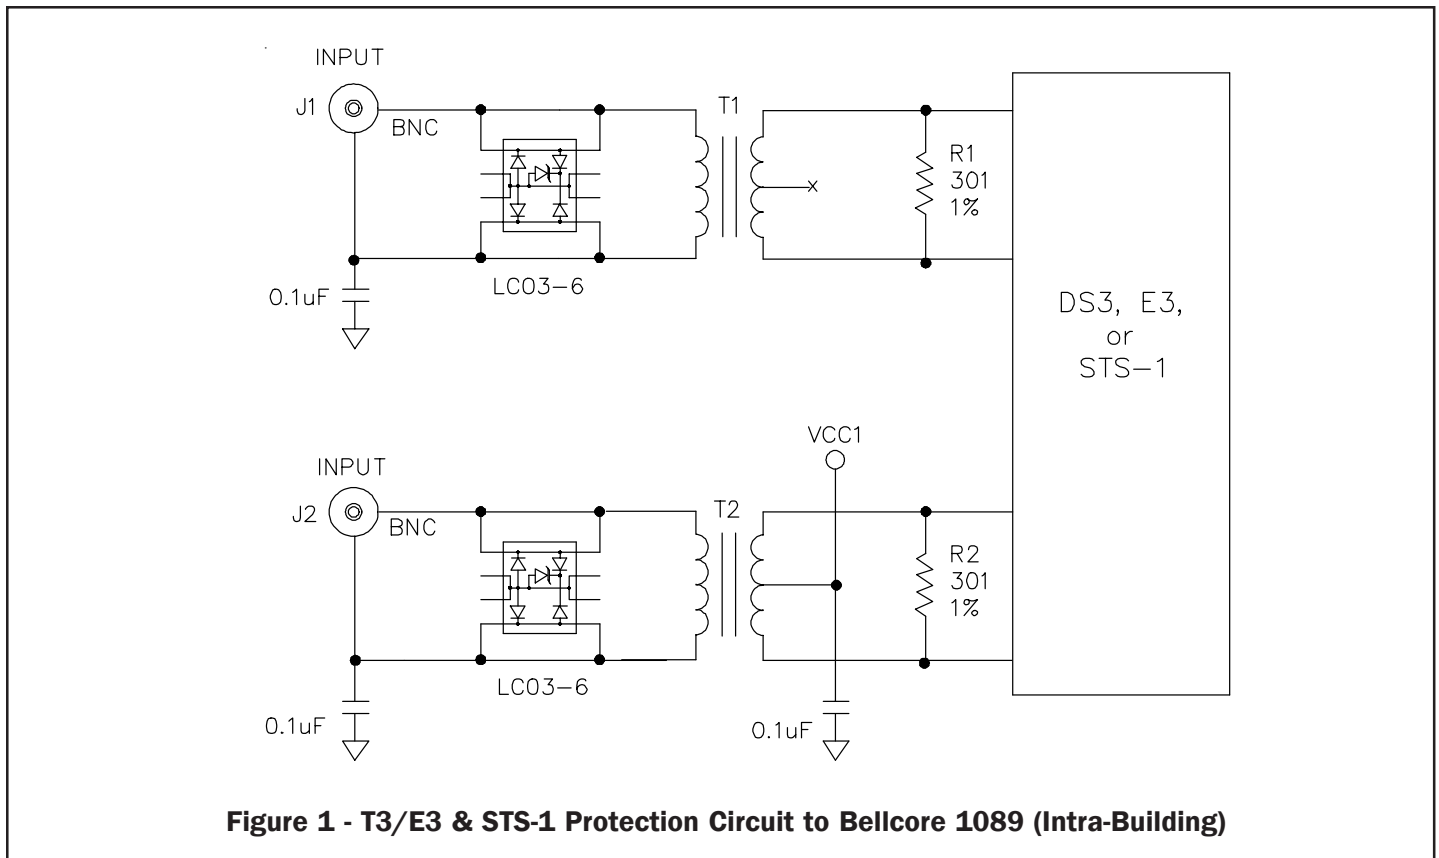 INPUT
J1
BNC
T1
R1
301
1%
LC03-6
0.1uF
DS3, E3,
or
STS-1
VCC1
INPUT
J2
BNC
T2
R2
301
1%
LC03-6
0.1uF
0.1uF
Figure 1 - T3/E3 & STS-1 Protection Circuit to Bellcore 1089 (Intra-Building)